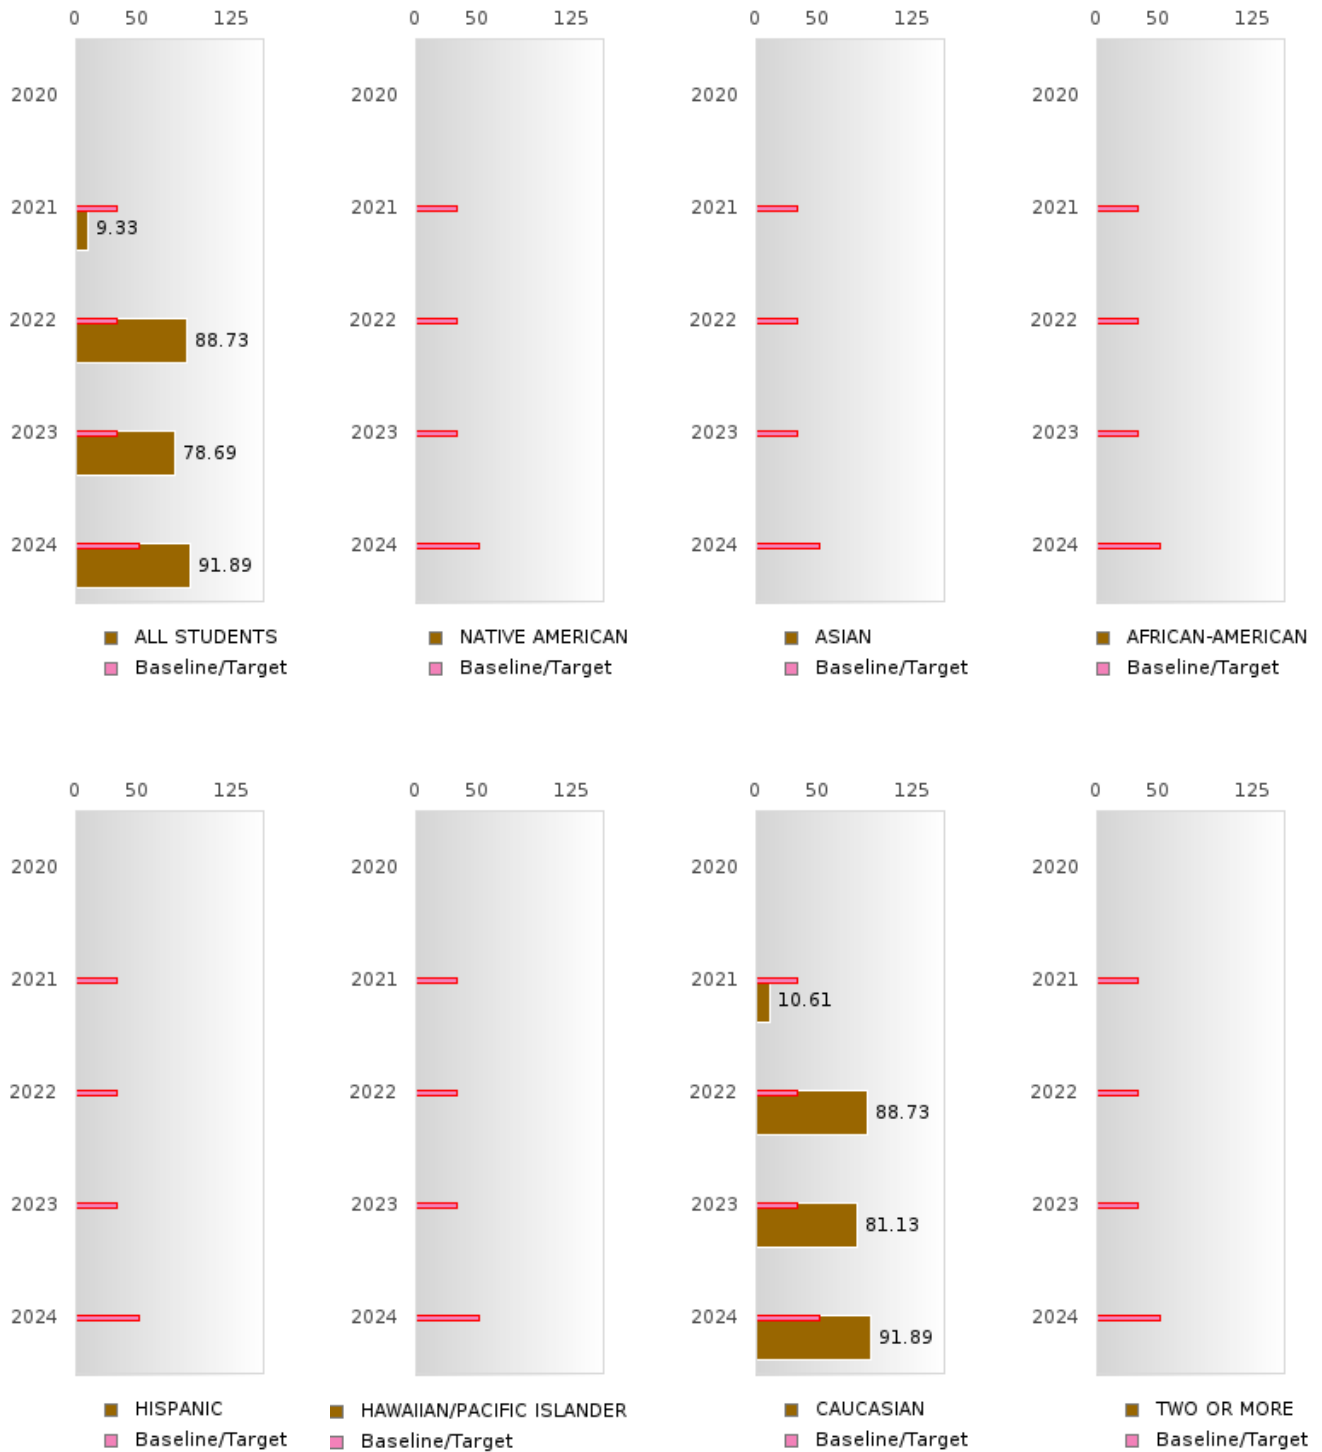 0 50 125 0 50 125 0 50 125 0 50 125
2020 2020 2020 2020
2021 2021 2021 2021
9.33
2022 2022 2022 2022
88.73
2023 2023 2023 2023
78.69
2024 2024 2024 2024
91.89
ALL STUDENTS NATIVE AMERICAN ASIAN AFRICAN-AMERICAN
Baseline/Target Baseline/Target Baseline/Target Baseline/Target
0 50 125 0 50 125 0 50 125 0 50 125
2020 2020 2020 2020
2021 2021 2021 2021
10.61
2022 2022 2022 2022
88.73
2023 2023 2023 2023
81.13
2024 2024 2024 2024
91.89
HISPANIC HAWAIIAN/PACIFIC ISLANDER CAUCASIAN TWO OR MORE
Baseline/Target Baseline/Target Baseline/Target Baseline/Target